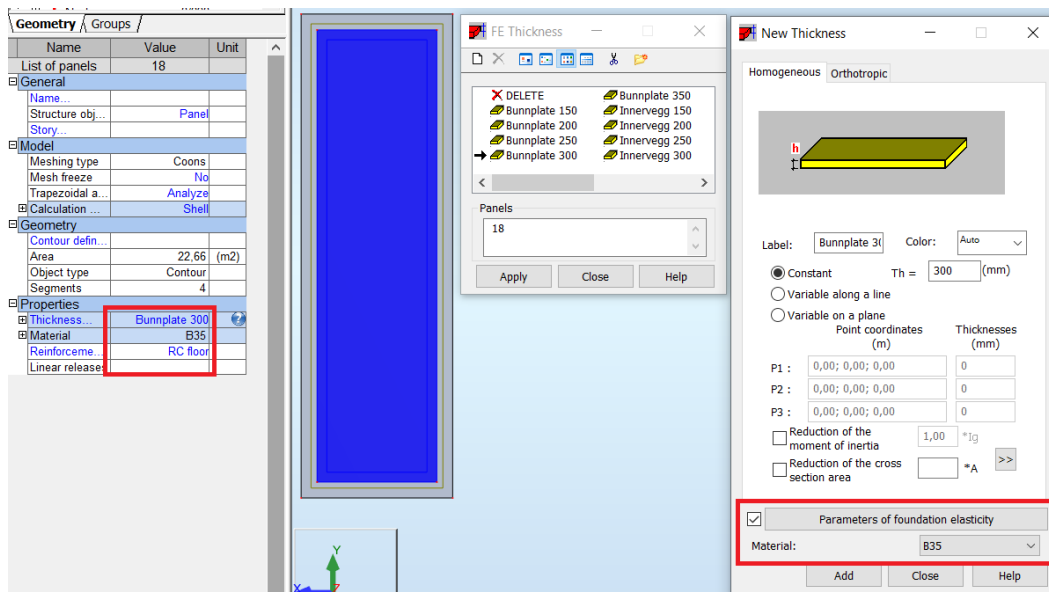 Geometry Groups
Name Value Unit
List of panels 18
General
Name...
Structure obj... Panel
Story...
Model
Meshing type Coons
Mesh freeze No
Trapezoidal a... Analyze
Calculation ... Shell
Geometry
Contour defin...
Area 22,66 (m2)
Object type Contour
Segments 4
Properties
Thickness... Bunnplate 300
Material B35
Reinforceme... RC floor
Linear releases
Y
X Z
FE Thickness
DELETE Bunnplate 350
Bunnplate 150 Innervegg 150
Bunnplate 200 Innervegg 200
Bunnplate 250 Innervegg 250
Bunnplate 300 Innervegg 300
Panels
18
Apply Close Help
New Thickness
Homogeneous Orthotropic
h
Label: Bunnplate 3( Color: Auto
Constant Th = 300 (mm)
Variable along a line
Variable on a plane
Point coordinates Thicknesses
(m) (mm)
P1 : 0,00; 0,00; 0,00 0
P2 : 0,00; 0,00; 0,00 0
P3 : 0,00; 0,00; 0,00 0
Reduction of the
moment of inertia 1,00 *Ig
Reduction of the cross
section area *A >>
Parameters of foundation elasticity
Material: B35
Add Close Help